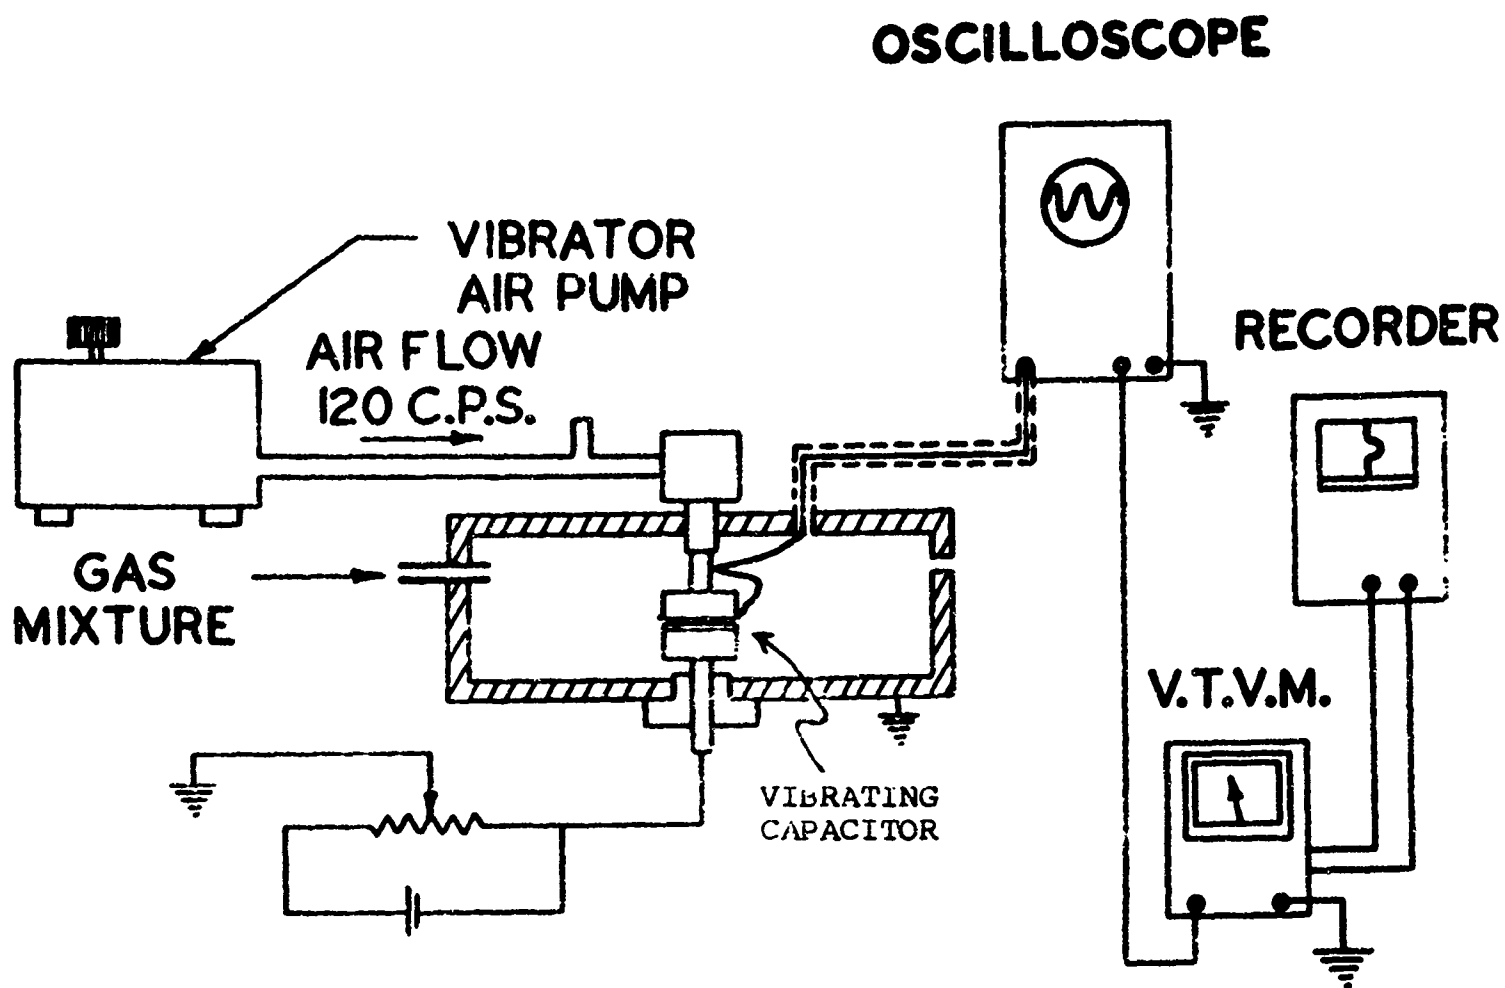 OSCILLOSCOPE
VIBRATOR
AIR PUMP
AIR FLOW
120 C.P.S.
RECORDER
GAS
MIXTURE
V.T.V.M.
VIBRATING
CAPACITOR